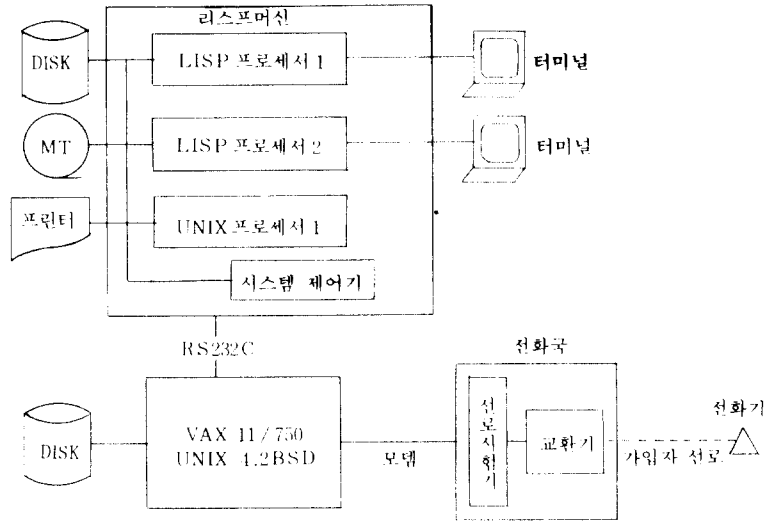 리스프머신
DISK
LISP 프로세서 1
터미널
MT
LISP 프로세서 2
터미널
프린터
UNIX 프로세서 1
시스템 제어기
RS232C
전화국
DISK
VAX 11/750
UNIX 4.2BSD
모뎀
선로시험기
교환기
가입자 선로
전화기